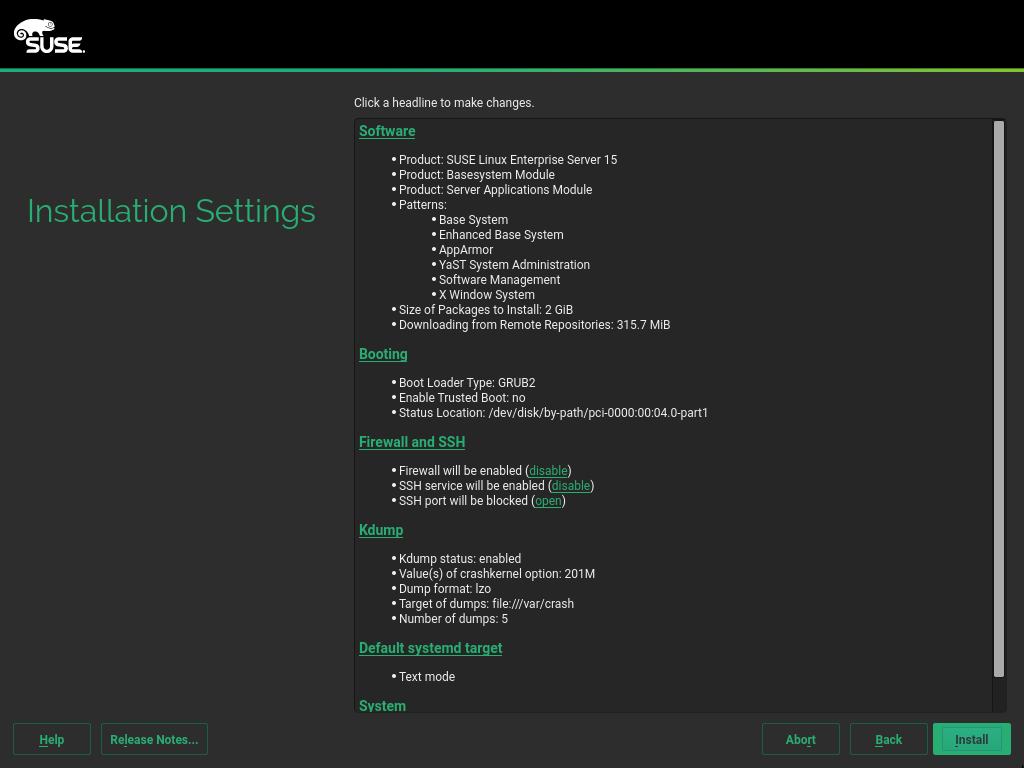 SUSE.
Click a headline to make changes.
Installation Settings
Software
• Product: SUSE Linux Enterprise Server 15
• Product: Basesystem Module
• Product: Server Applications Module
• Patterns:
• Base System
• Enhanced Base System
• AppArmor
• YaST System Administration
• Software Management
• X Window System
• Size of Packages to Install: 2 GiB
• Downloading from Remote Repositories: 315.7 MiB
Booting
• Boot Loader Type: GRUB2
• Enable Trusted Boot: no
• Status Location: /dev/disk/by-path/pci-0000:00:04.0-part1
Firewall and SSH
• Firewall will be enabled (disable)
• SSH service will be enabled (disable)
• SSH port will be blocked (open)
Kdump
• Kdump status: enabled
• Value(s) of crashkernel option: 201M
• Dump format: lzo
• Target of dumps: file:///var/crash
• Number of dumps: 5
Default systemd target
• Text mode
System
Help Release Notes... Abort Back Install